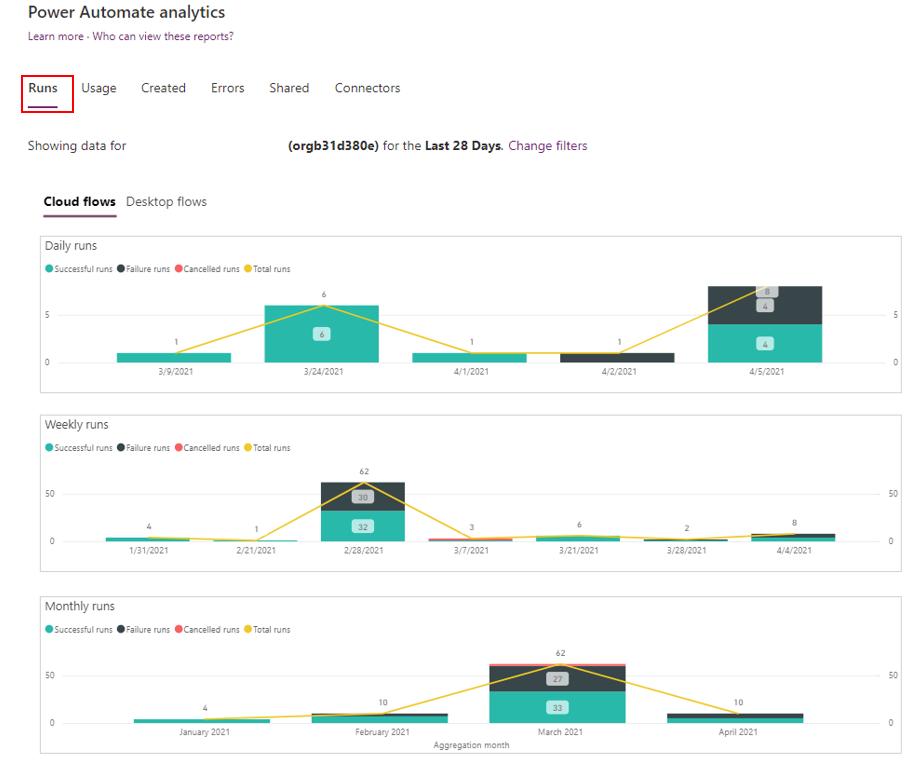 Power Automate analytics
Learn more · Who can view these reports?
Runs Usage Created Errors Shared Connectors
Showing data for (orgb31d380e) for the Last 28 Days. Change filters
Cloud flows Desktop flows
Daily runs
Successful runs Failure runs Cancelled runs Total runs
6 8
4
5 5
1 6 1 1 4
0 0
3/9/2021 3/24/2021 4/1/2021 4/2/2021 4/5/2021
Weekly runs
Successful runs Failure runs Cancelled runs Total runs
62
50 30 50
4 1 32 3 6 2 8
0 0
1/31/2021 2/21/2021 2/28/2021 3/7/2021 3/21/2021 3/28/2021 4/4/2021
Monthly runs
Successful runs Failure runs Cancelled runs Total runs
62
50 27 50
4 10 33 10
0 0
January 2021 February 2021 March 2021 April 2021
Aggregation month